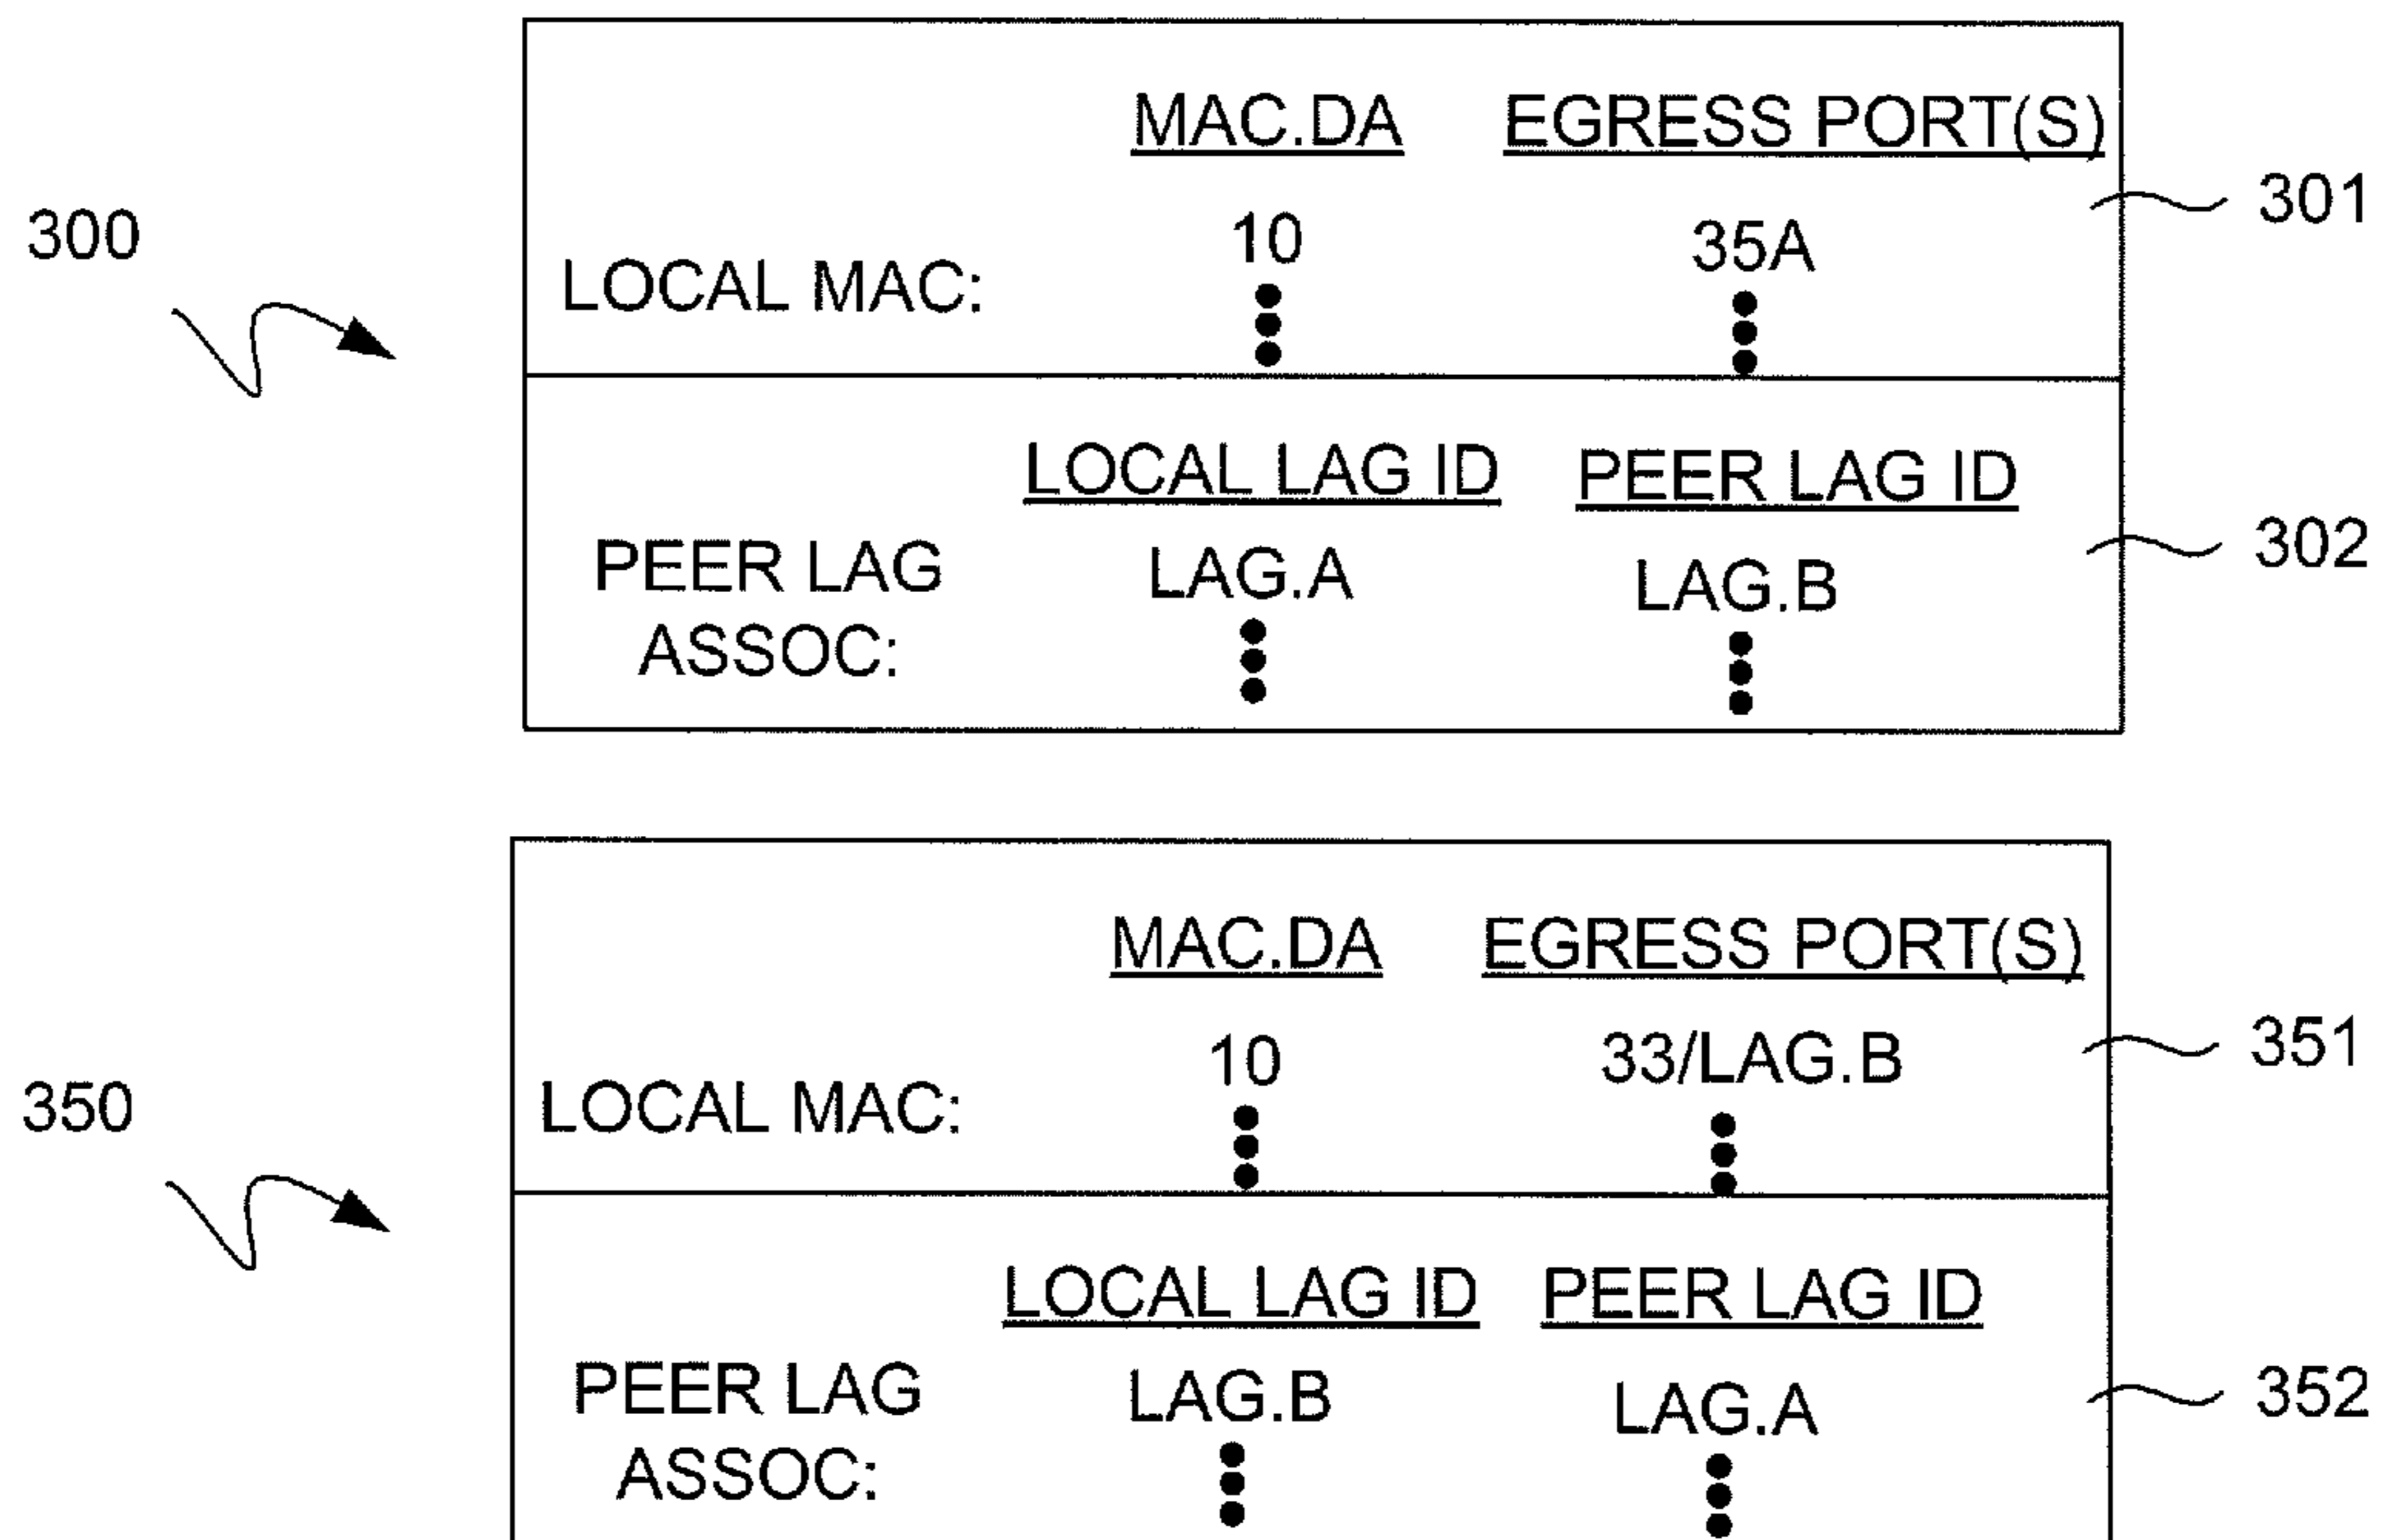 MAC.DA EGRESS PORT(S)
301
300
10 35A
LOCAL MAC:
LOCAL LAG ID PEER LAG ID
302
PEER LAG LAG.A LAG.B
ASSOC:
MAC.DA EGRESS PORT(S)
351
10 33/LAG.B
350
LOCAL MAC:
LOCAL LAG ID PEER LAG ID
352
PEER LAG LAG.B LAG.A
ASSOC: